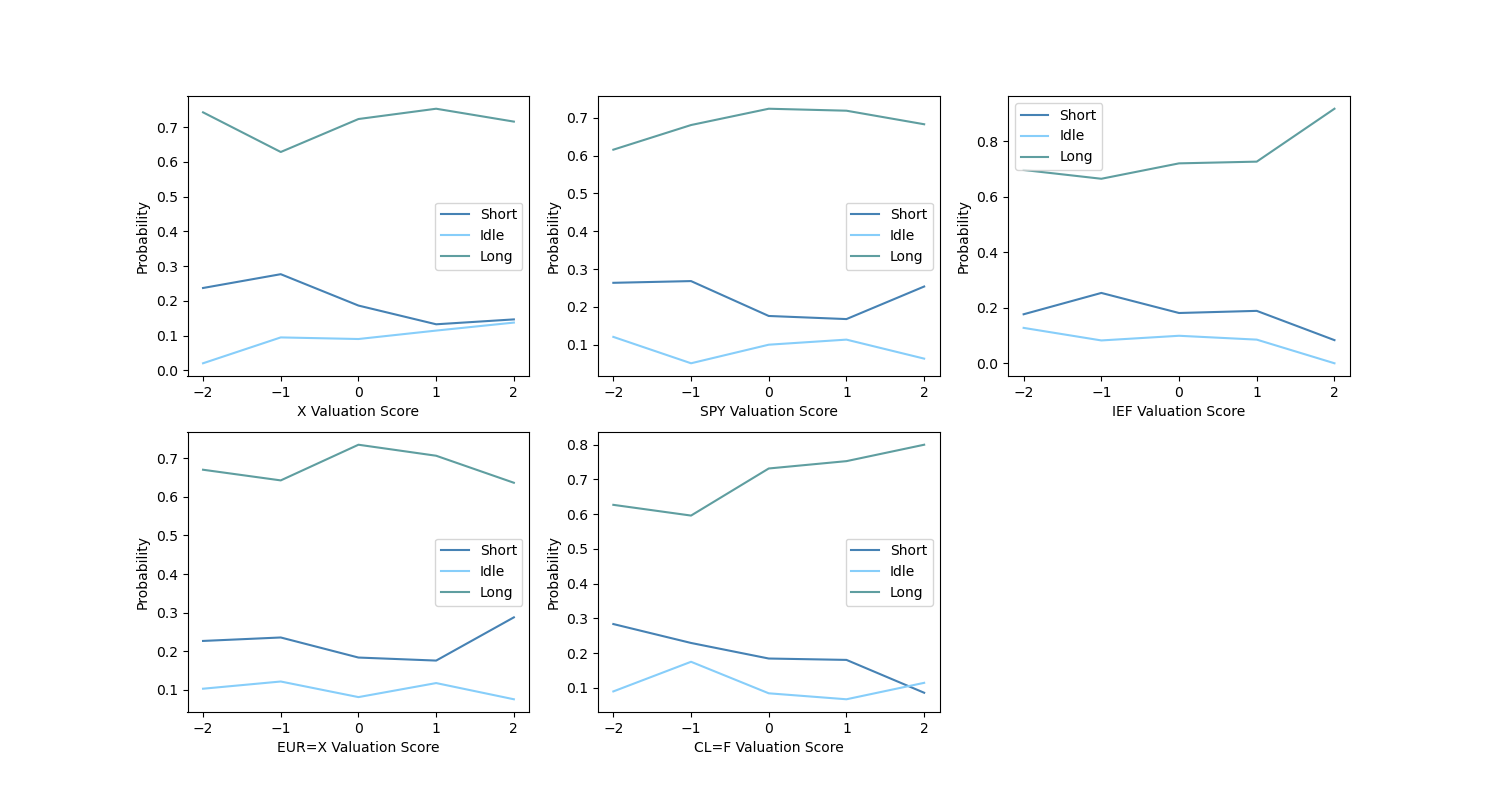 0.7
0.6
0.5
0.4
0.3
0.2
0.1
0.0
Probability
−2 −1 0 1 2
X Valuation Score
Short
Idle
Long
0.7
0.6
0.5
0.4
0.3
0.2
0.1
Probability
−2 −1 0 1 2
SPY Valuation Score
Short
Idle
Long
0.8
0.6
0.4
0.2
0.0
Probability
−2 −1 0 1 2
IEF Valuation Score
Short
Idle
Long
0.7
0.6
0.5
0.4
0.3
0.2
0.1
Probability
−2 −1 0 1 2
EUR=X Valuation Score
Short
Idle
Long
0.8
0.7
0.6
0.5
0.4
0.3
0.2
0.1
Probability
−2 −1 0 1 2
CL=F Valuation Score
Short
Idle
Long